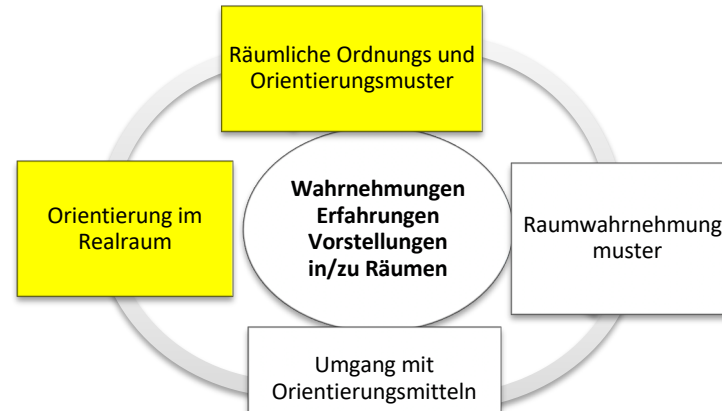 Räumliche Ordnungs und
Orientierungsmuster
Orientierung im
Realraum
Wahrnehmungen
Erfahrungen
Vorstellungen
in/zu Räumen
Raumwahrnehmung
muster
Umgang mit
Orientierungsmitteln